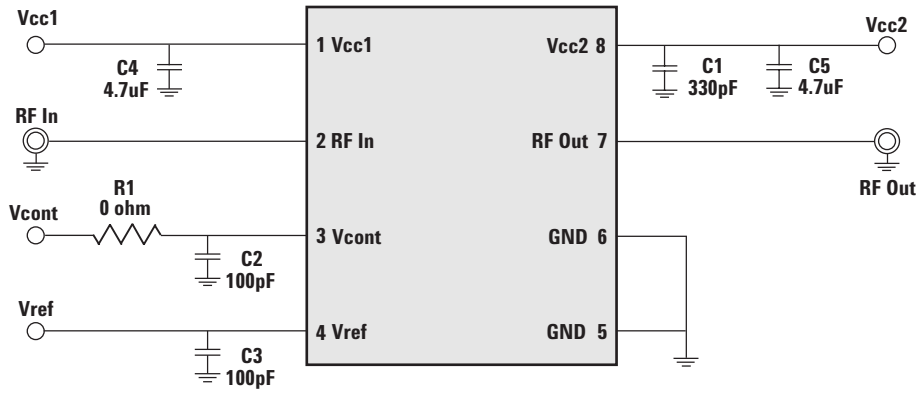 Vcc1
C4
4.7uF
1 Vcc1
Vcc2 8
Vcc2
C1
330pF
C5
4.7uF
RF In
2 RF In
RF Out 7
RF Out
R1
0 ohm
Vcont
3 Vcont
GND 6
C2
100pF
Vref
4 Vref
GND 5
C3
100pF